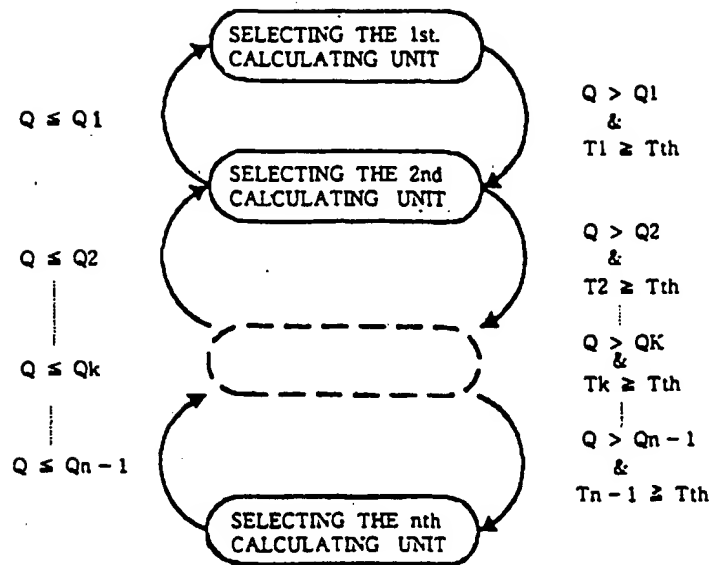 SELECTING THE 1st.
CALCULATING UNIT
Q ≦ Q1
Q > Q1
&
T1 ≧ Tth
SELECTING THE 2nd
CALCULATING UNIT
Q ≦ Q2
Q > Q2
&
T2 ≧ Tth
Q ≦ Qk
Q > QK
&
Tk ≧ Tth
Q ≦ Qn-1
Q > Qn-1
&
Tn-1 ≧ Tth
SELECTING THE nth
CALCULATING UNIT